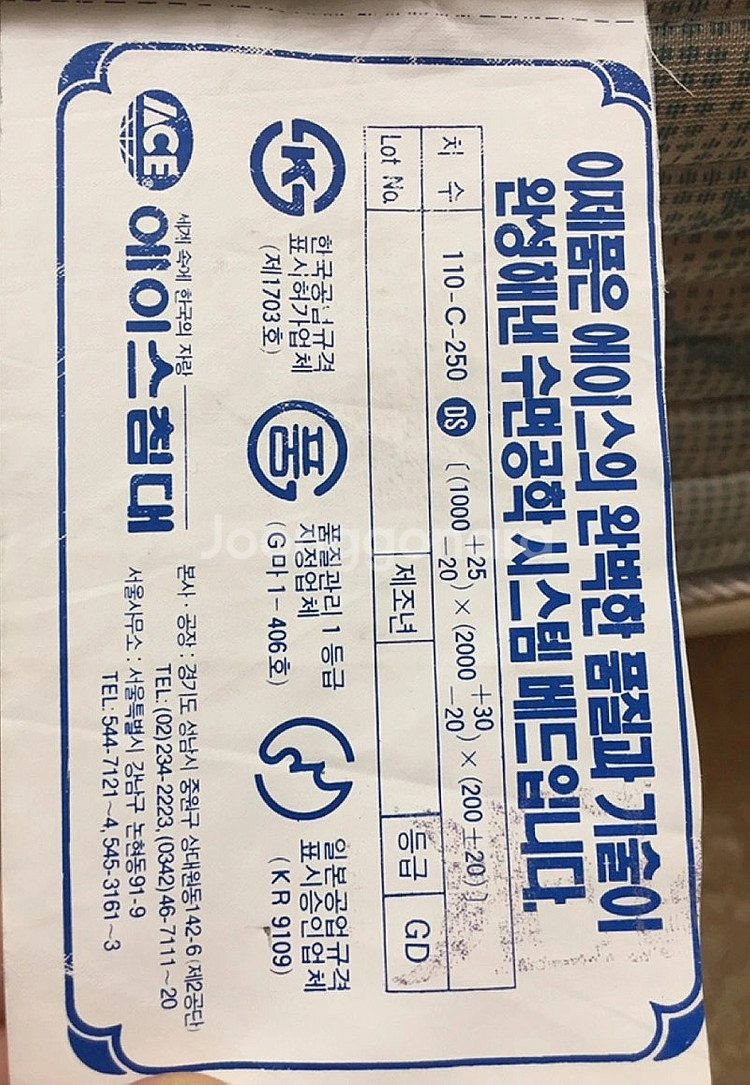 이제품은 에이스의 완벽한 품질과 기술이
완성해낸 수면공학 시스템 베드입니다.
치 수 110-C-250 DS 〔(1000 +25 -20) × (2000 +30 -20) × (200±20)〕
Lot No. 제조년 등급 GD
한국공업규격
표시허가업체
(제1703호)
품
품질관리 1 등급
지정업체
(G마1-406호)
일본공업규격
표시승인업체
(KR9109)
ACE®
세계 속에 한국의 자랑
에이스침대
본사·공장: 경기도 성남시 중원구 상대원동142-6 (제2공단)
TEL: (02)234-2223, (0342)46-7111~20
서울사무소 : 서울특별시 강남구 논현동91-9
TEL: 544-7121~4, 545-3161~3
Joonggonara